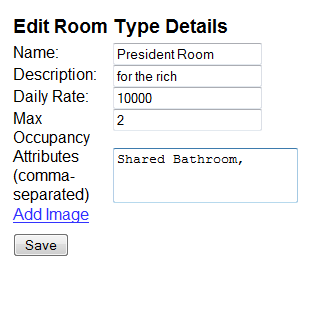 Edit Room Type Details
Name: President Room
Description: for the rich
Daily Rate: 10000
Max
Occupancy 2
Attributes
(comma-
separated) Shared Bathroom,
Add Image
Save